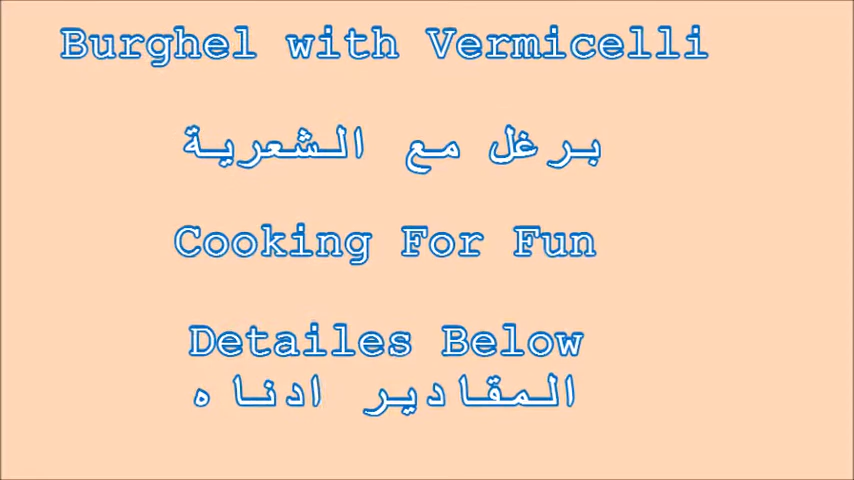 Burghel with Vermicelli
برغل مع الشعرية
Cooking For Fun
Detailes Below
المقادير ادناه